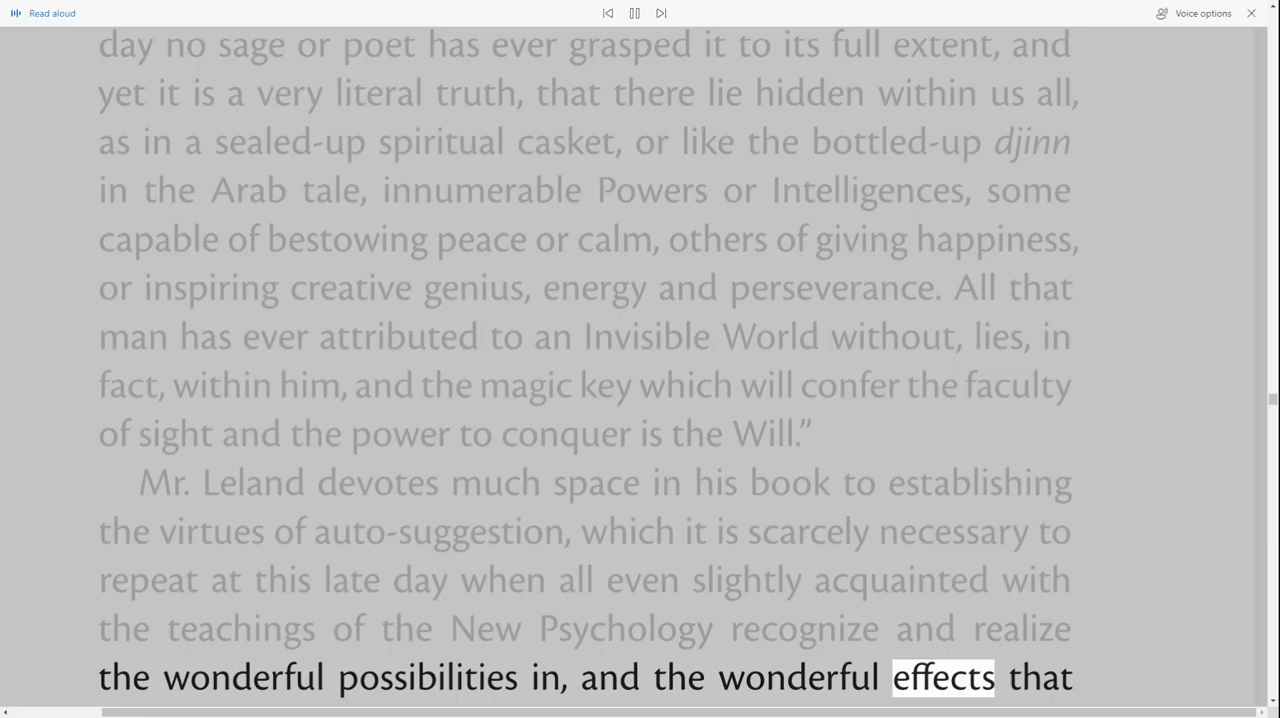 Read aloud
Voice options
day no sage or poet has ever grasped it to its full extent, and
yet it is a very literal truth, that there lie hidden within us all,
as in a sealed-up spiritual casket, or like the bottled-up djinn
in the Arab tale, innumerable Powers or Intelligences, some
capable of bestowing peace or calm, others of giving happiness,
or inspiring creative genius, energy and perseverance. All that
man has ever attributed to an Invisible World without, lies, in
fact, within him, and the magic key which will confer the faculty
of sight and the power to conquer is the Will.”
Mr. Leland devotes much space in his book to establishing
the virtues of auto-suggestion, which it is scarcely necessary to
repeat at this late day when all even slightly acquainted with
the teachings of the New Psychology recognize and realize
the wonderful possibilities in, and the wonderful effects that